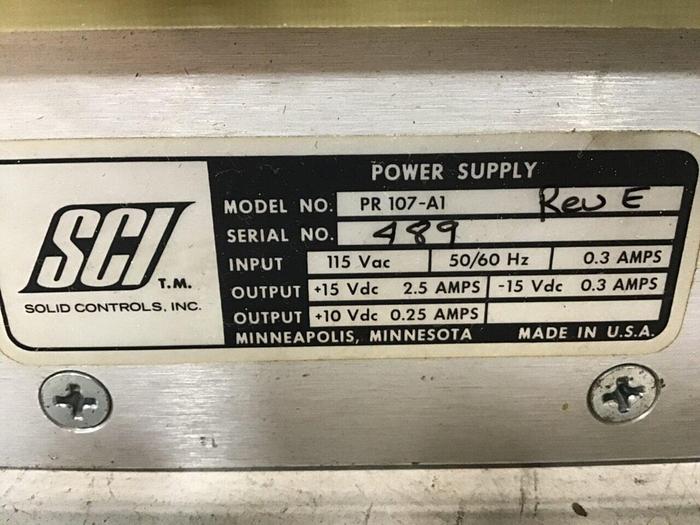 SCI T.M.
SOLID CONTROLS, INC.
POWER SUPPLY
MODEL NO. PR 107-A1 Rev E
SERIAL NO. 489
INPUT 115 Vac 50/60 Hz 0.3 AMPS
OUTPUT +15 Vdc 2.5 AMPS -15 Vdc 0.3 AMPS
OUTPUT +10 Vdc 0.25 AMPS
MINNEAPOLIS, MINNESOTA MADE IN U.S.A.